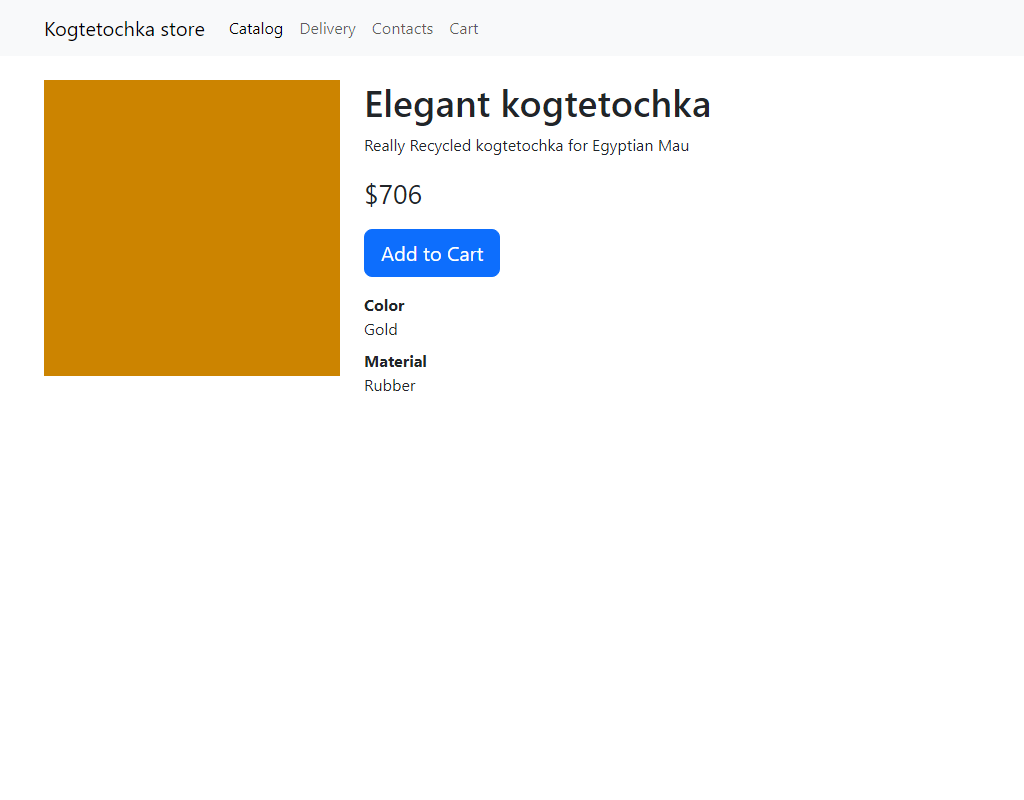 Kogtetochka store Catalog Delivery Contacts Cart
Elegant kogtetochka
Really Recycled kogtetochka for Egyptian Mau
$706
Add to Cart
Color
Gold
Material
Rubber